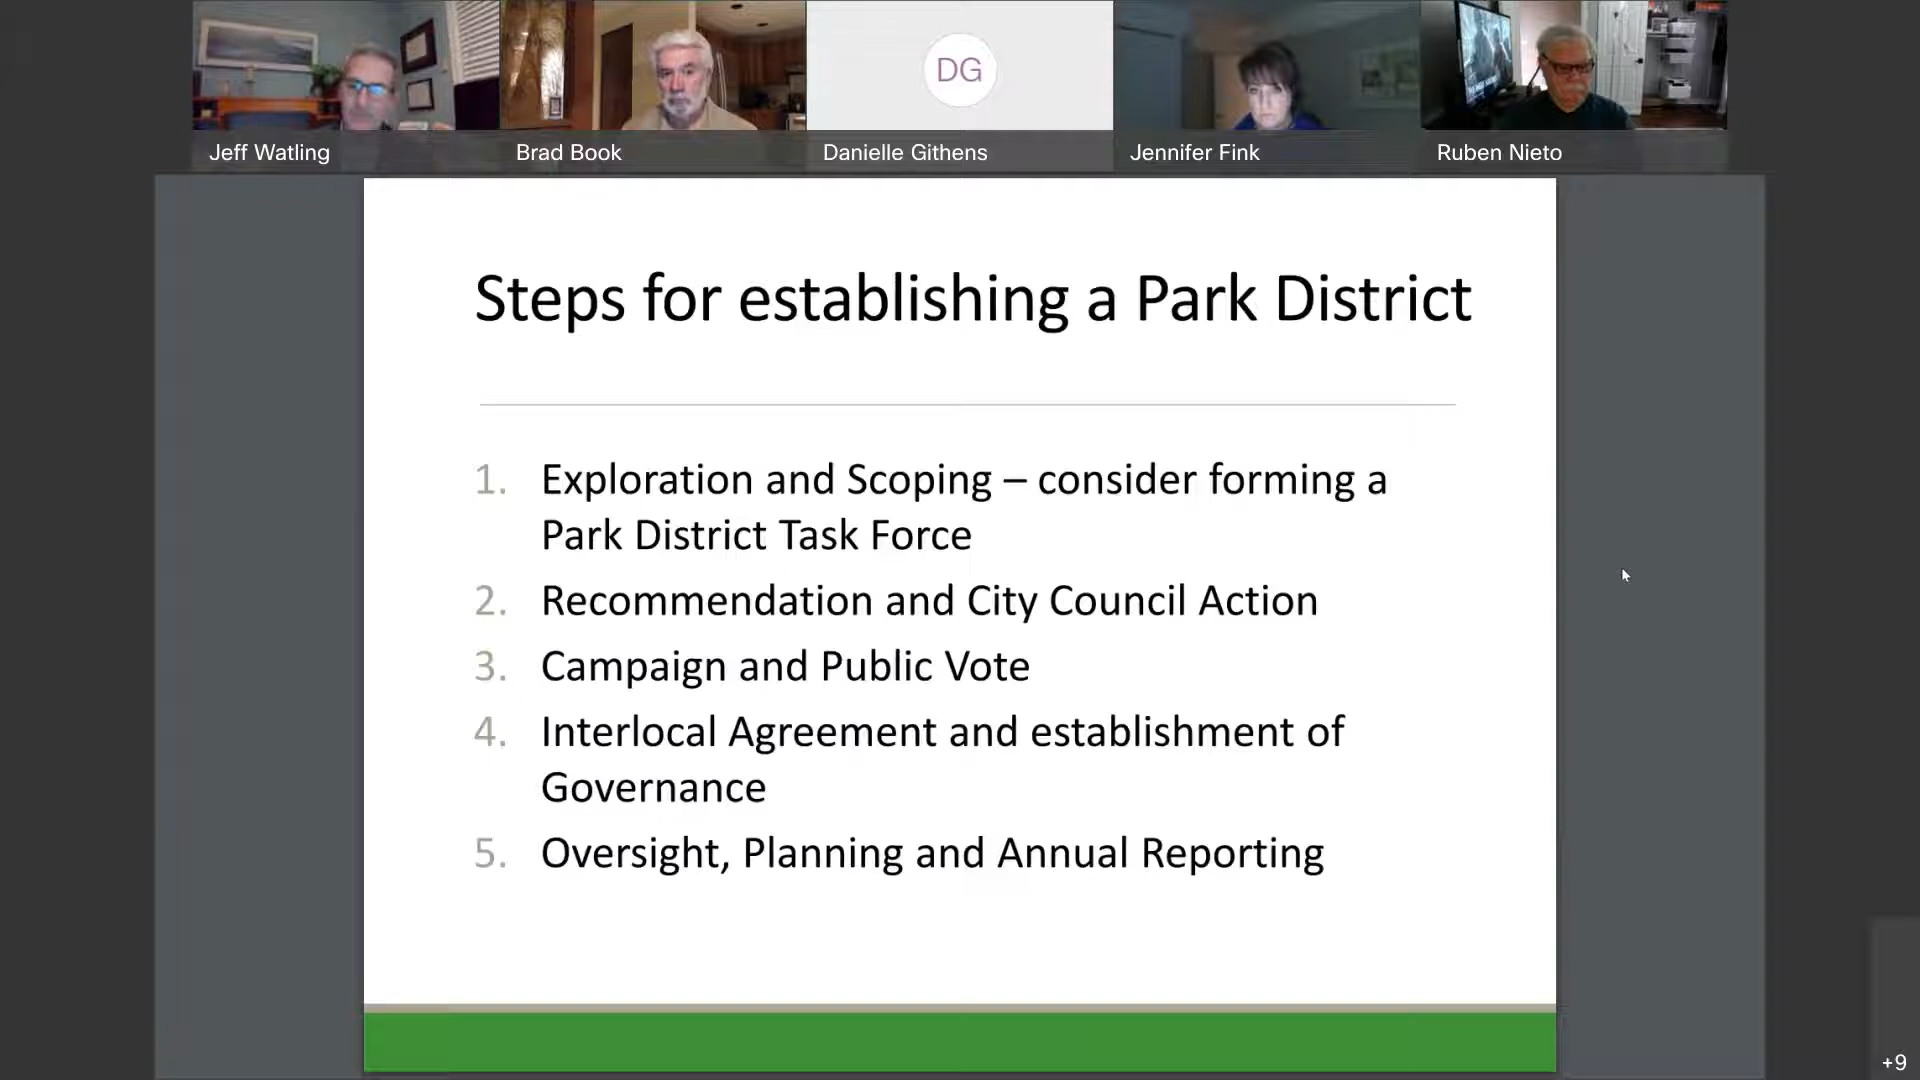 Jeff Watling
Brad Book
DG
Danielle Githens
Jennifer Fink
Ruben Nieto
Steps for establishing a Park District
1. Exploration and Scoping – consider forming a
Park District Task Force
2. Recommendation and City Council Action
3. Campaign and Public Vote
4. Interlocal Agreement and establishment of
Governance
5. Oversight, Planning and Annual Reporting
+9